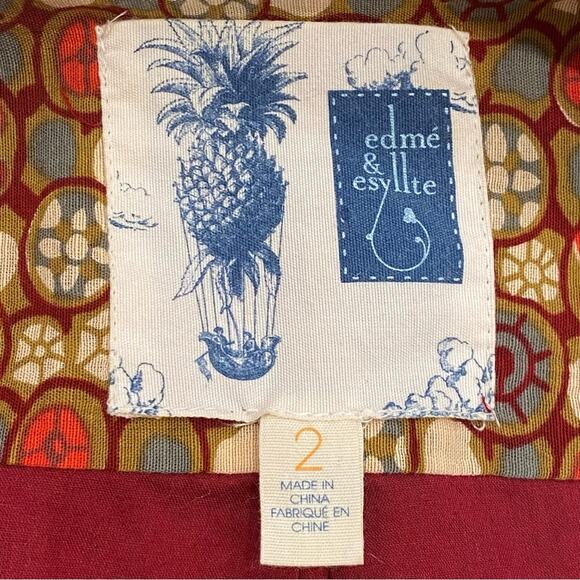 edmé
&
esyllte
2
MADE IN
CHINA
FABRIQUÉ EN
CHINE